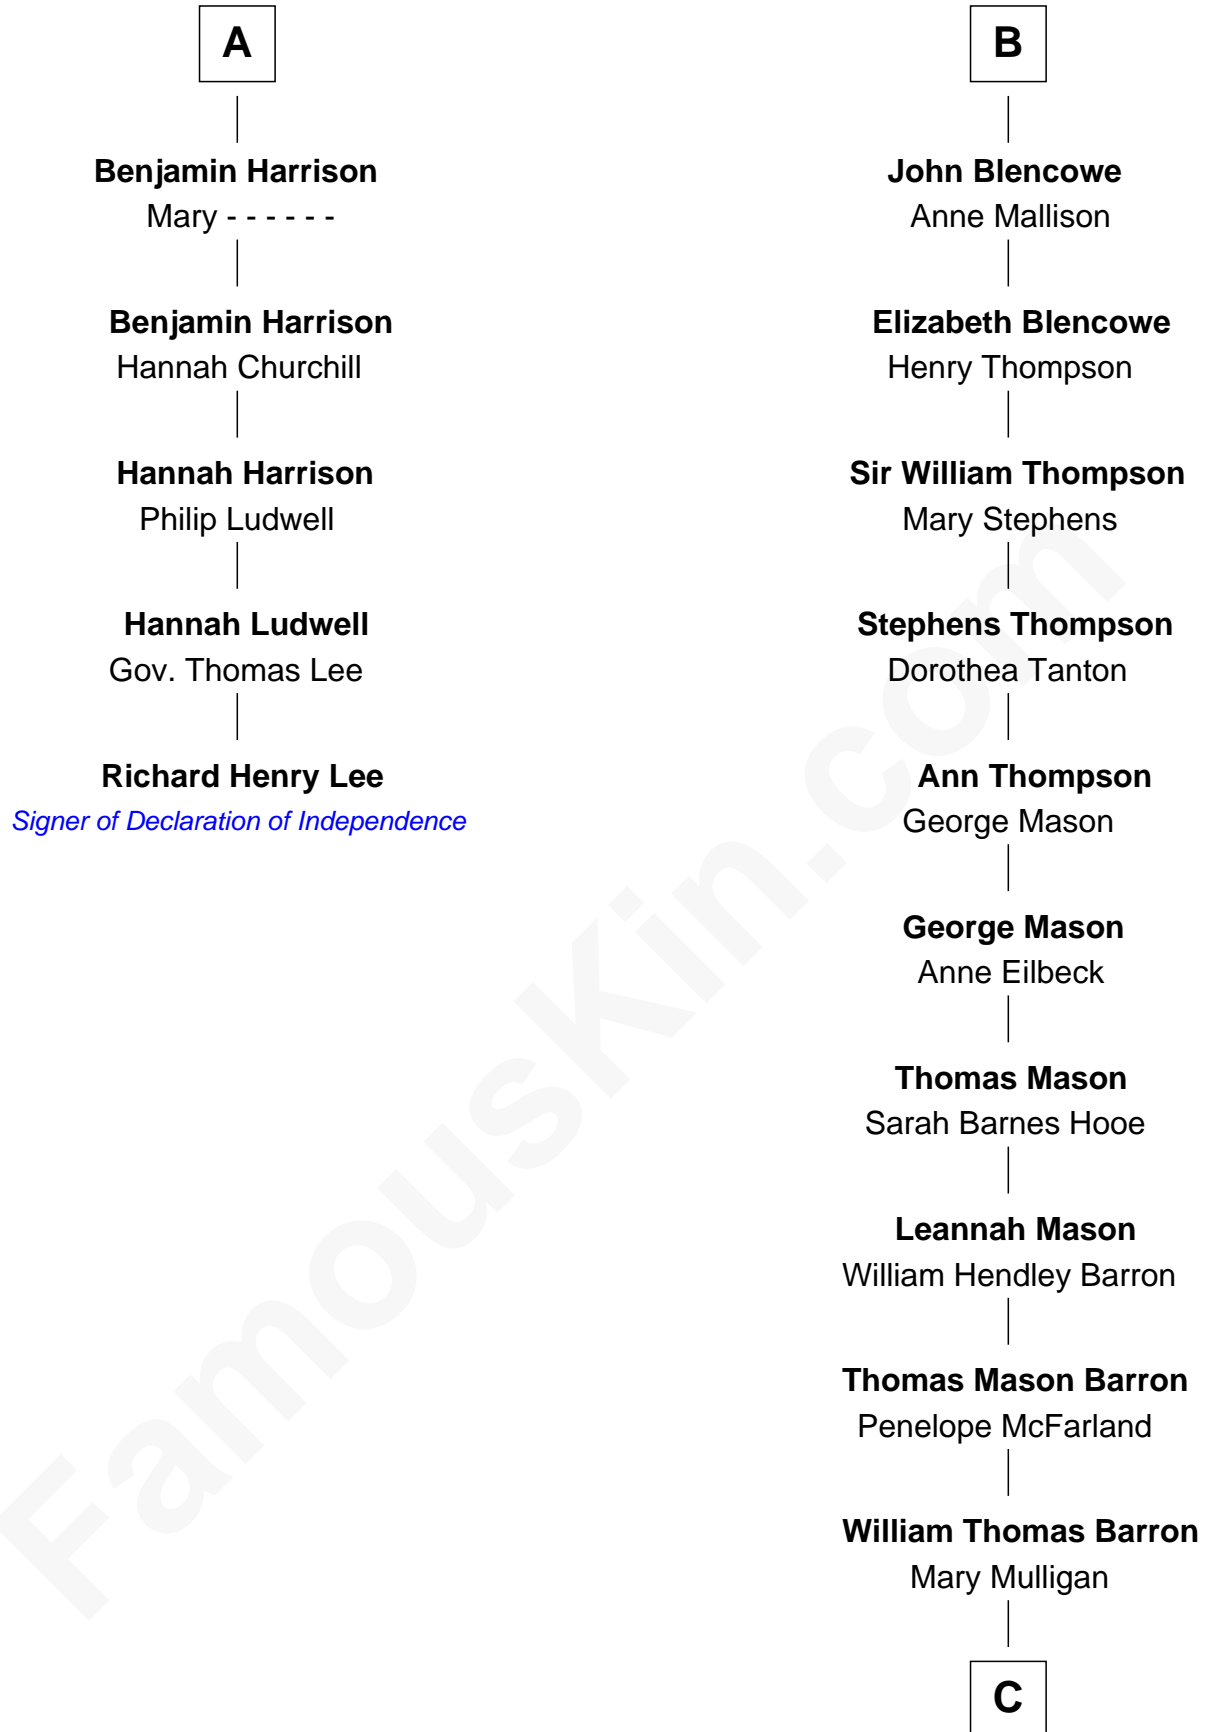 A
Benjamin Harrison
Mary - - - - - -
Benjamin Harrison
Hannah Churchill
Hannah Harrison
Philip Ludwell
Hannah Ludwell
Gov. Thomas Lee
Richard Henry Lee
Signer of Declaration of Independence
B
John Blencowe
Anne Mallison
Elizabeth Blencowe
Henry Thompson
Sir William Thompson
Mary Stephens
Stephens Thompson
Dorothea Tanton
Ann Thompson
George Mason
George Mason
Anne Eilbeck
Thomas Mason
Sarah Barnes Hooe
Leannah Mason
William Hendley Barron
Thomas Mason Barron
Penelope McFarland
William Thomas Barron
Mary Mulligan
C
FamousKin.com